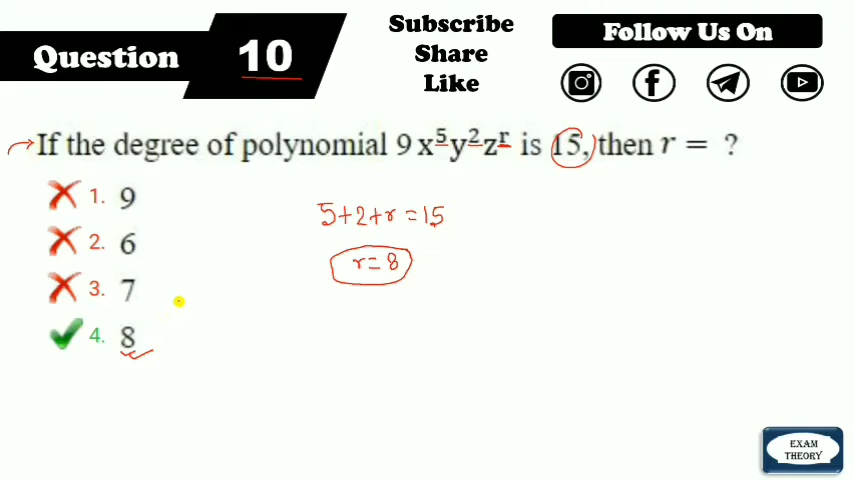 Question 10
Subscribe
Share
Like
Follow Us On
If the degree of polynomial 9 x⁵y²zʳ is 15, then r = ?
1. 9
2. 6
3. 7
4. 8
5+2+r=15
r=8
EXAM
THEORY